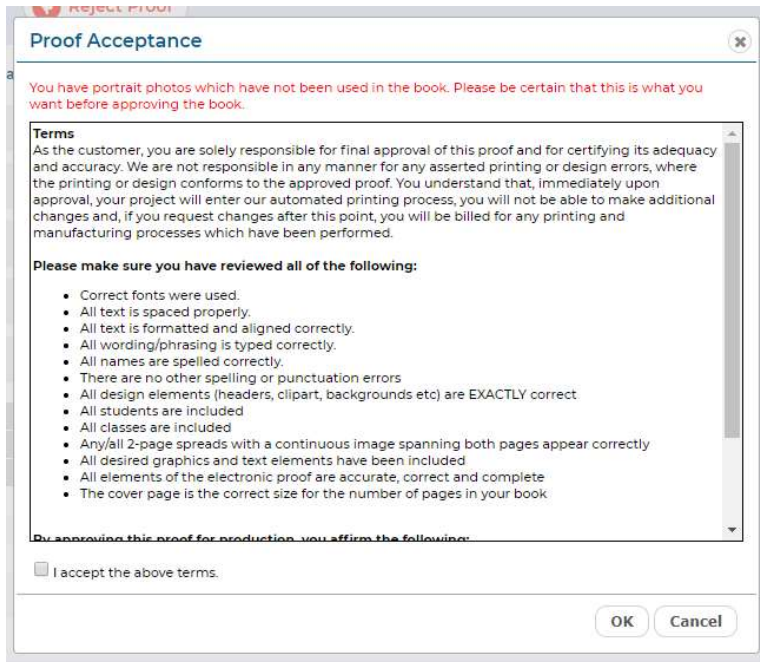 Reject Proof
Proof Acceptance
a
You have portrait photos which have not been used in the book. Please be certain that this is what you
want before approving the book.
Terms
As the customer, you are solely responsible for final approval of this proof and for certifying its adequacy
and accuracy. We are not responsible in any manner for any asserted printing or design errors, where
the printing or design conforms to the approved proof. You understand that, immediately upon
approval, your project will enter our automated printing process, you will not be able to make additional
changes and, if you request changes after this point, you will be billed for any printing and
manufacturing processes which have been performed.
Please make sure you have reviewed all of the following:
• Correct fonts were used.
• All text is spaced properly.
• All text is formatted and aligned correctly.
• All wording/phrasing is typed correctly.
• All names are spelled correctly.
• There are no other spelling or punctuation errors
• All design elements (headers, clipart, backgrounds etc) are EXACTLY correct
• All students are included
• All classes are included
• Any/all 2-page spreads with a continuous image spanning both pages appear correctly
• All desired graphics and text elements have been included
• All elements of the electronic proof are accurate, correct and complete
• The cover page is the correct size for the number of pages in your book
By approving this proof for production, you affirm the following:
I accept the above terms.
OK Cancel